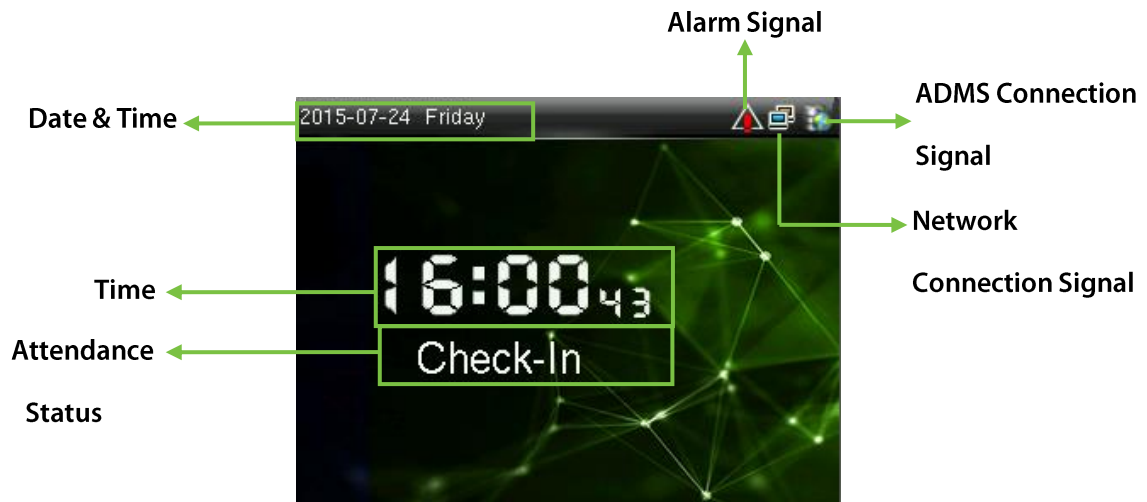 Alarm Signal
ADMS Connection
Signal
Date & Time
2015-07-24 Friday
Network
Connection Signal
Time
16:00 43
Attendance
Status
Check-In